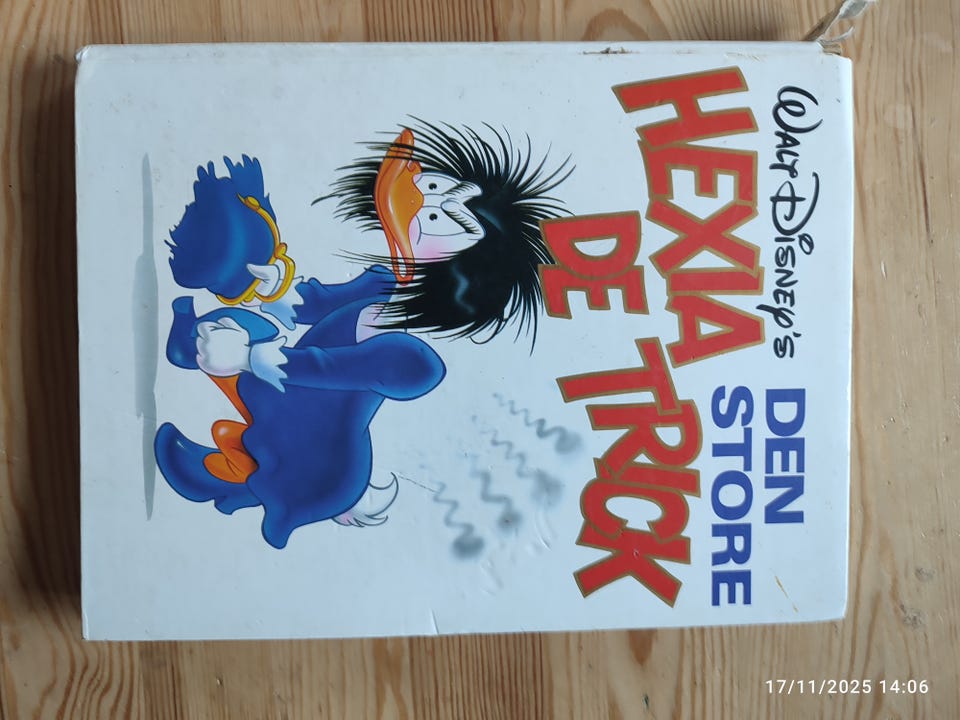 WALT DISNEY'S
DEN
STORE
HEXIA
DE TRICK
17/11/2025 14:06